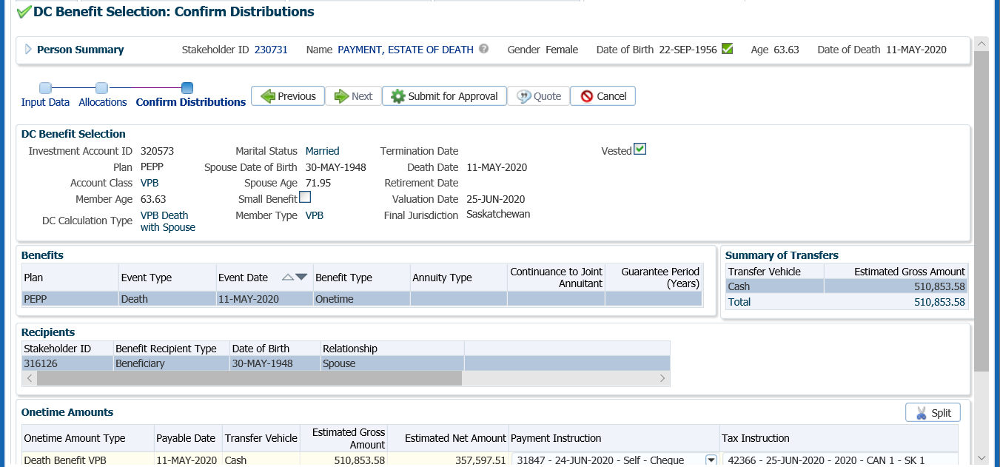 DC Benefit Selection: Confirm Distributions
Person Summary Stakeholder ID 230731 Name PAYMENT, ESTATE OF DEATH Gender Female Date of Birth 22-SEP-1956 Age 63.63 Date of Death 11-MAY-2020
Input Data Allocations Confirm Distributions Previous Next Submit for Approval Quote Cancel
DC Benefit Selection
Investment Account ID 320573 Marital Status Married Termination Date Vested
Plan PEPP Spouse Date of Birth 30-MAY-1948 Death Date 11-MAY-2020
Account Class VPB Spouse Age 71.95 Retirement Date
Member Age 63.63 Small Benefit Valuation Date 25-JUN-2020
DC Calculation Type VPB Death with Spouse Member Type VPB Final Jurisdiction Saskatchewan
Benefits
Plan Event Type Event Date Benefit Type Annuity Type Continuance to Joint Annuitant Guarantee Period (Years)
PEPP Death 11-MAY-2020 Onetime
Summary of Transfers
Transfer Vehicle Estimated Gross Amount
Cash 510,853.58
Total 510,853.58
Recipients
Stakeholder ID Benefit Recipient Type Date of Birth Relationship
316126 Beneficiary 30-MAY-1948 Spouse
Onetime Amounts Split
Onetime Amount Type Payable Date Transfer Vehicle Estimated Gross Amount Estimated Net Amount Payment Instruction Tax Instruction
Death Benefit VPB 11-MAY-2020 Cash 510,853.58 357,597.51 31847 - 24-JUN-2020 - Self - Cheque 42366 - 25-JUN-2020 - 2020 - CAN 1 - SK 1